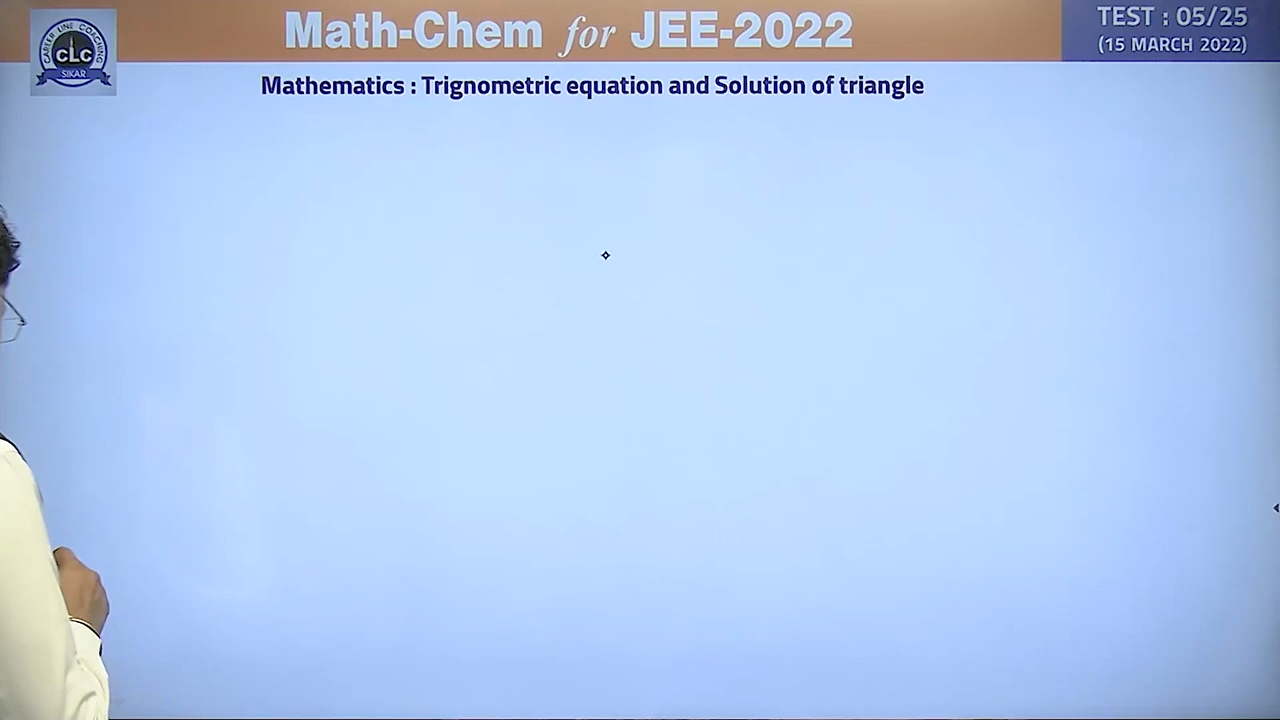 Math-Chem for JEE-2022
TEST : 05/25
(15 MARCH 2022)
CAREER LINE COACHING
CLC
SIKAR
Mathematics : Trignometric equation and Solution of triangle